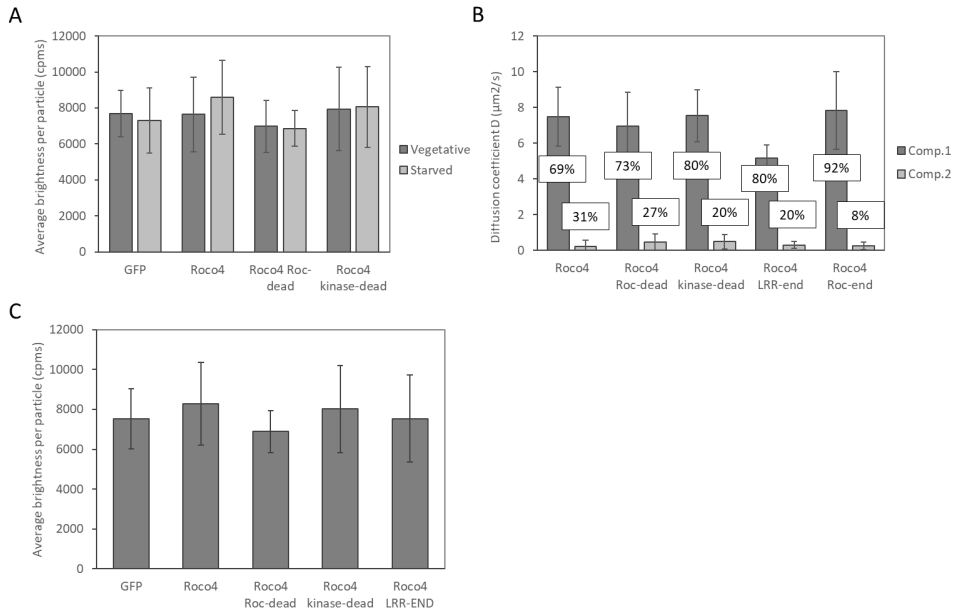 A
Average brightness per particle (cpms)
12000
10000
8000
6000
4000
2000
0
GFP
Roco4
Roco4 Roc-
dead
Roco4
kinase-dead
Vegetative
Starved
B
Diffusion coefficient D (µm2/s)
12
10
8
6
4
2
0
69%
31%
73%
27%
80%
20%
80%
20%
92%
8%
Roco4
Roco4
Roc-dead
Roco4
kinase-dead
Roco4
LRR-end
Roco4
Roc-end
Comp.1
Comp.2
C
Average brightness per particle (cpms)
12000
10000
8000
6000
4000
2000
0
GFP
Roco4
Roco4
Roc-dead
Roco4
kinase-dead
Roco4
LRR-END